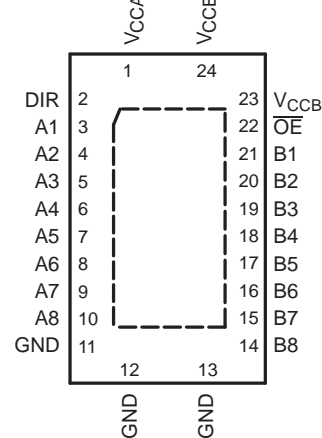 VCCA VCCB
1 24
DIR 2 23 VCCB
A1 3 22 OE
A2 4 21 B1
A3 5 20 B2
A4 6 19 B3
A5 7 18 B4
A6 8 17 B5
A7 9 16 B6
A8 10 15 B7
GND 11 14 B8
12 13
GND GND